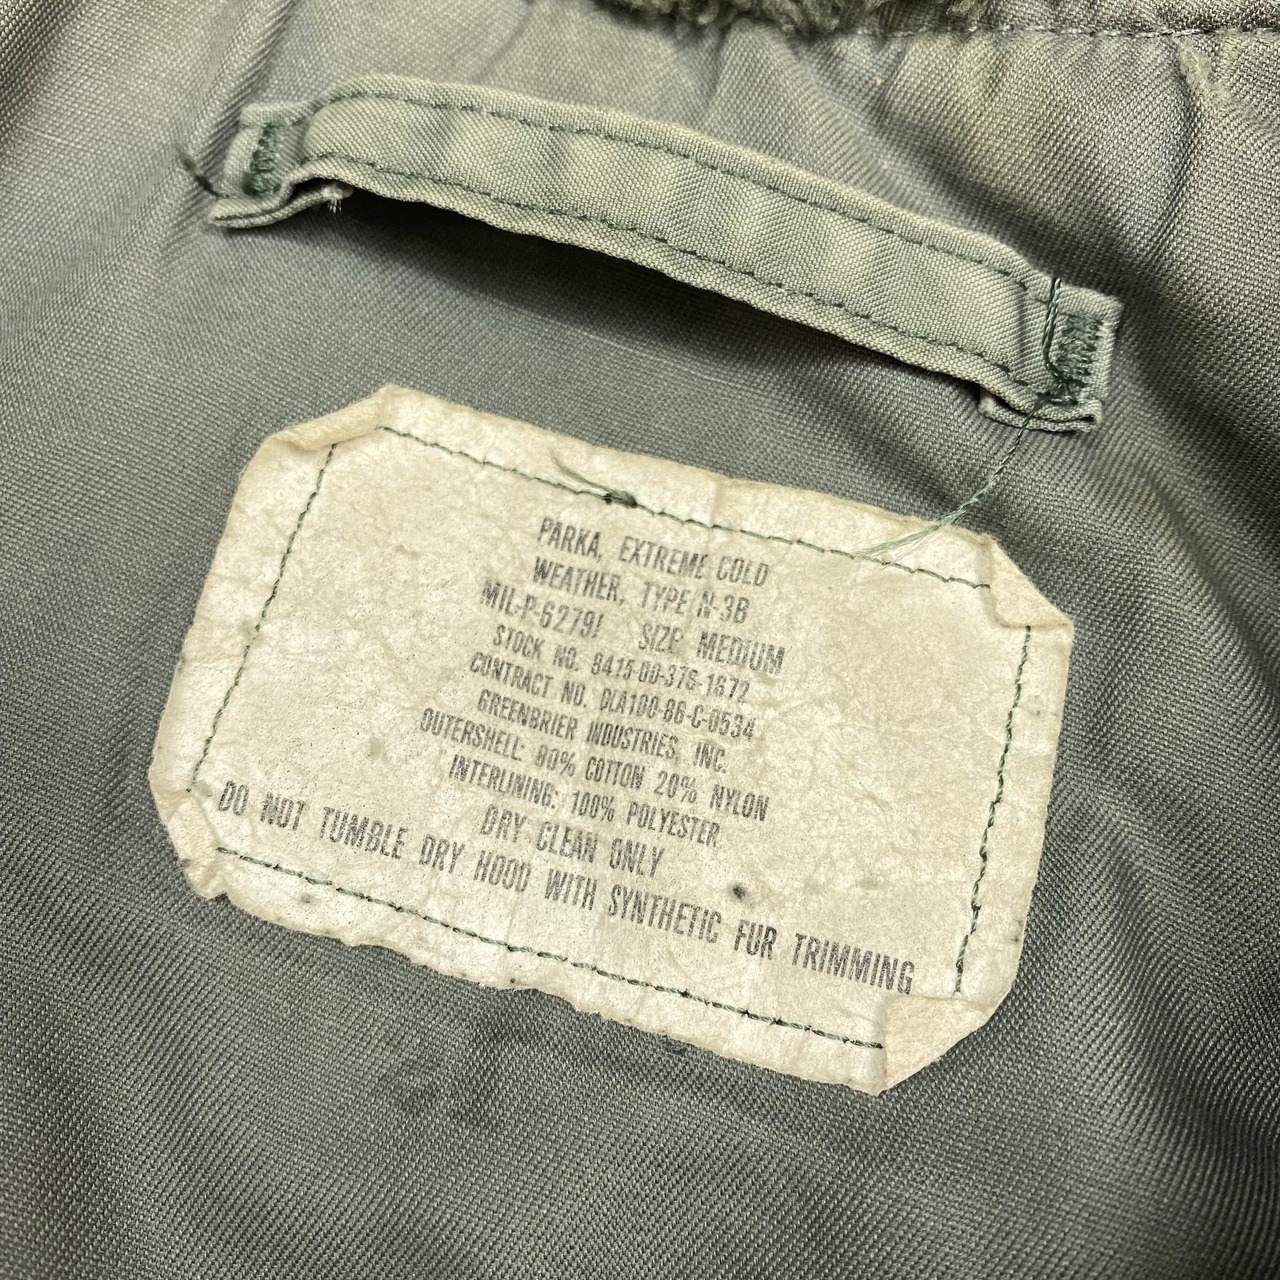 PARKA, EXTREME COLD
WEATHER, TYPE N-3B
MIL-P-6279I SIZE MEDIUM
STOCK NO. 8415-00-376-1672
CONTRACT NO. DLA100-86-C-0534
GREENBRIER INDUSTRIES, INC.
OUTERSHELL: 80% COTTON 20% NYLON
INTERLINING: 100% POLYESTER
DRY CLEAN ONLY
DO NOT TUMBLE DRY HOOD WITH SYNTHETIC FUR TRIMMING